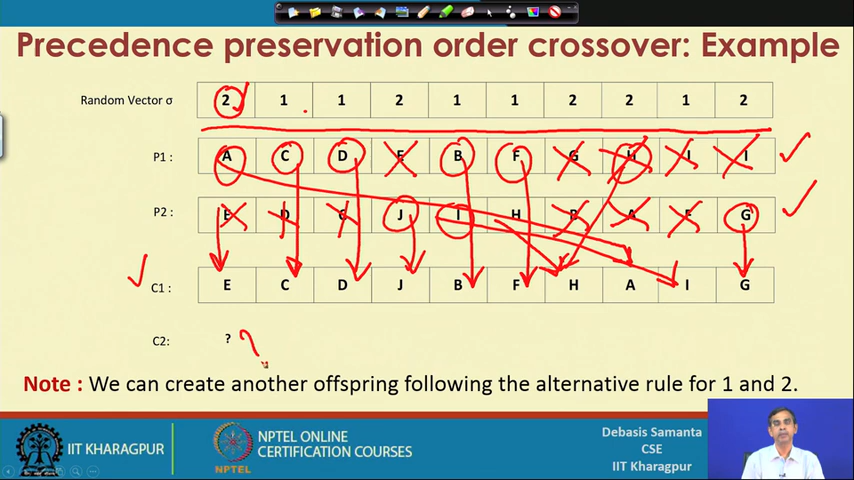 Precedence preservation order crossover: Example
Random Vector σ 2 1 1 2 1 1 2 2 1 2
P1 : A C D E B F G H J I
P2 : E D C J I H B A F G
C1 : E C D J B F H A I G
C2: ?
Note : We can create another offspring following the alternative rule for 1 and 2.
IIT KHARAGPUR
NPTEL
NPTEL ONLINE
CERTIFICATION COURSES
Debasis Samanta
CSE
IIT Kharagpur